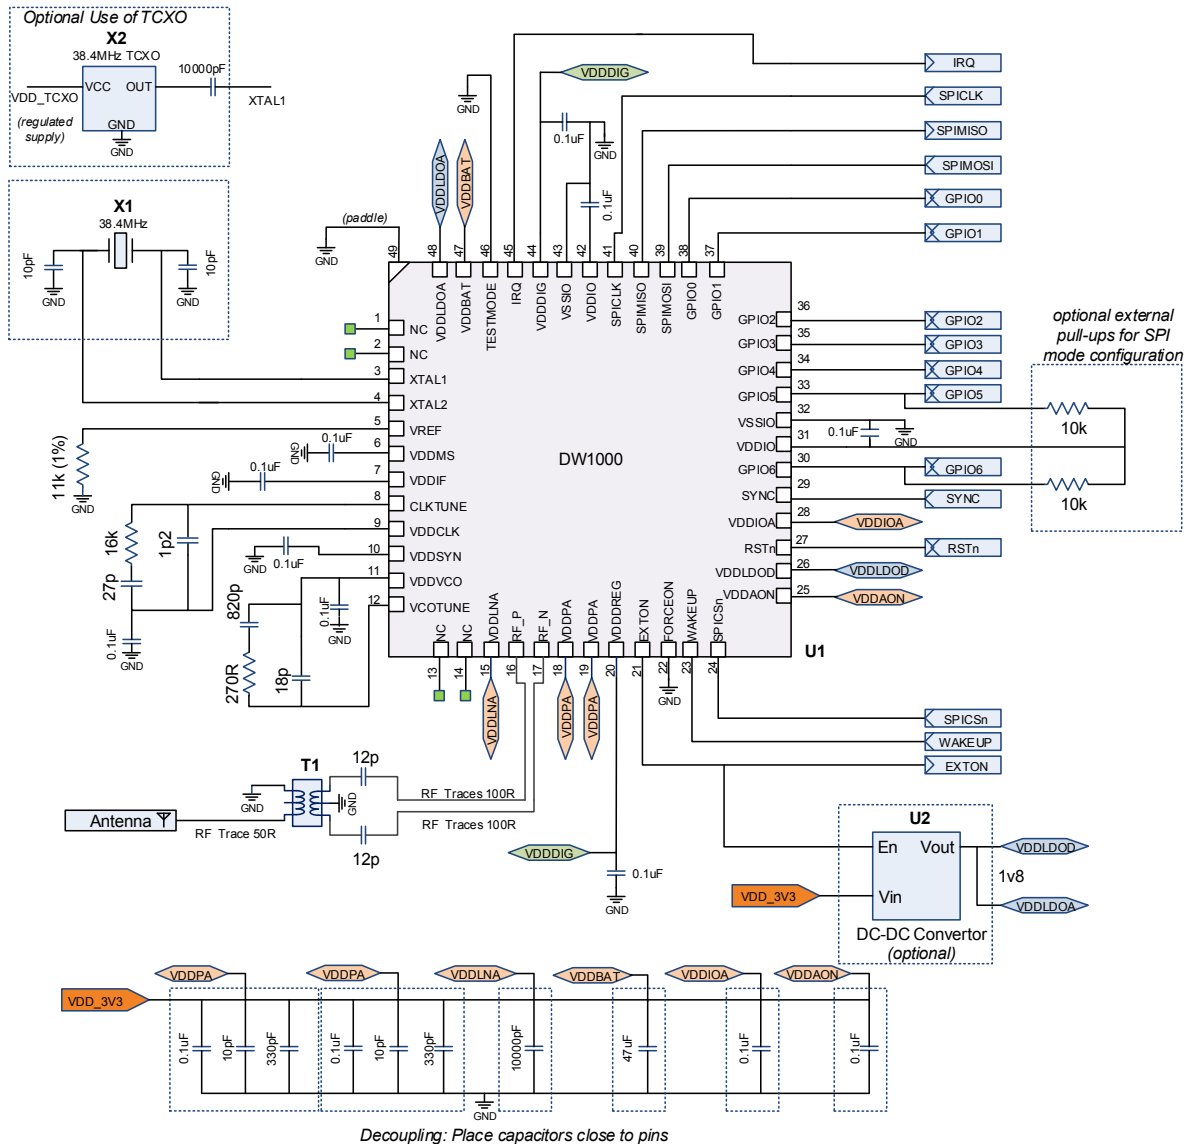 Optional Use of TCXO
X2
38.4MHz TCXO
10000pF
VCC
OUT
VDD_TCXO
XTAL1
(regulated
supply)
GND
GND
X1
38.4MHz
10pF
10pF
GND
GND
(paddle)
GND
GND
VDDDIG
0.1uF
GND
0.1uF
VDDLDOA
VDDBAT
IRQ
SPICLK
SPIMISO
SPIMOSI
GPIO0
GPIO1
49
48
47
46
45
44
43
42
41
40
39
38
37
VDDLDOA
VDDBAT
TESTMODE
IRQ
VDDDIG
VSSIO
VDDIO
SPICLK
SPIMISO
SPIMOSI
GPIO0
GPIO1
1
NC
2
NC
3
XTAL1
4
XTAL2
5
VREF
6
VDDMS
7
VDDIF
8
CLKTUNE
9
VDDCLK
10
VDDSYN
11
VDDVCO
12
VCOTUNE
DW1000
U1
36
GPIO2
GPIO2
35
GPIO3
GPIO3
34
GPIO4
GPIO4
33
GPIO5
GPIO5
32
VSSIO
0.1uF
GND
31
VDDIO
30
GPIO6
GPIO6
29
SYNC
SYNC
28
VDDIOA
VDDIOA
27
RSTn
RSTn
26
VDDLDOD
VDDLDOD
25
VDDAON
VDDAON
optional external
pull-ups for SPI
mode configuration
10k
10k
11k (1%)
GND
GND
0.1uF
GND
0.1uF
16k
1p2
27p
0.1uF
GND
GND
0.1uF
820p
270R
18p
0.1uF
GND
NC
NC
VDDLNA
RF_P
RF_N
VDDPA
VDDPA
VDDDREG
EXTON
FORCEON
WAKEUP
SPICSn
13
14
15
16
17
18
19
20
21
22
23
24
VDDLNA
VDDPA
VDDPA
GND
SPICSn
WAKEUP
EXTON
T1
12p
GND
GND
RF Traces 100R
Antenna
RF Trace 50R
RF Traces 100R
12p
VDDDIG
0.1uF
GND
U2
En
Vout
VDDLDOD
1v8
VDD_3V3
Vin
VDDLDOA
DC-DC Convertor
(optional)
VDDPA
VDDPA
VDDLNA
VDDBAT
VDDIOA
VDDAON
VDD_3V3
0.1uF
10pF
330pF
0.1uF
10pF
330pF
10000pF
47uF
0.1uF
0.1uF
GND
Decoupling: Place capacitors close to pins